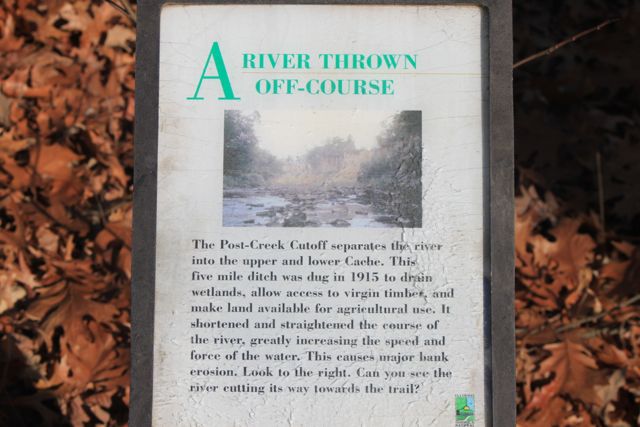 A RIVER THROWN
OFF-COURSE
The Post-Creek Cutoff separates the river
into the upper and lower Cache. This
five mile ditch was dug in 1915 to drain
wetlands, allow access to virgin timber, and
make land available for agricultural use. It
shortened and straightened the course of
the river, greatly increasing the speed and
force of the water. This causes major bank
erosion. Look to the right. Can you see the
river cutting its way towards the trail?